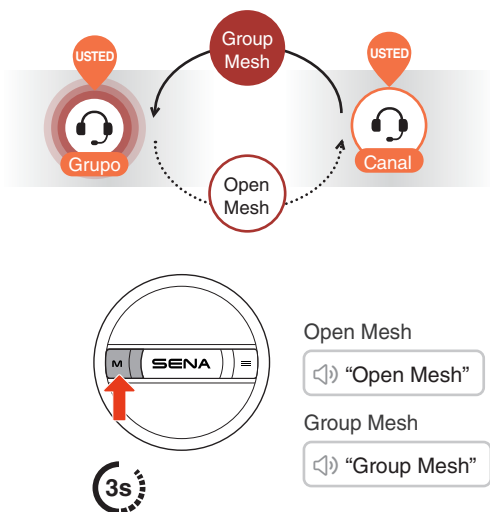 Group
Mesh
USTED
USTED
Grupo
Canal
Open
Mesh
M SENA
Open Mesh
“Open Mesh”
Group Mesh
“Group Mesh”
3s